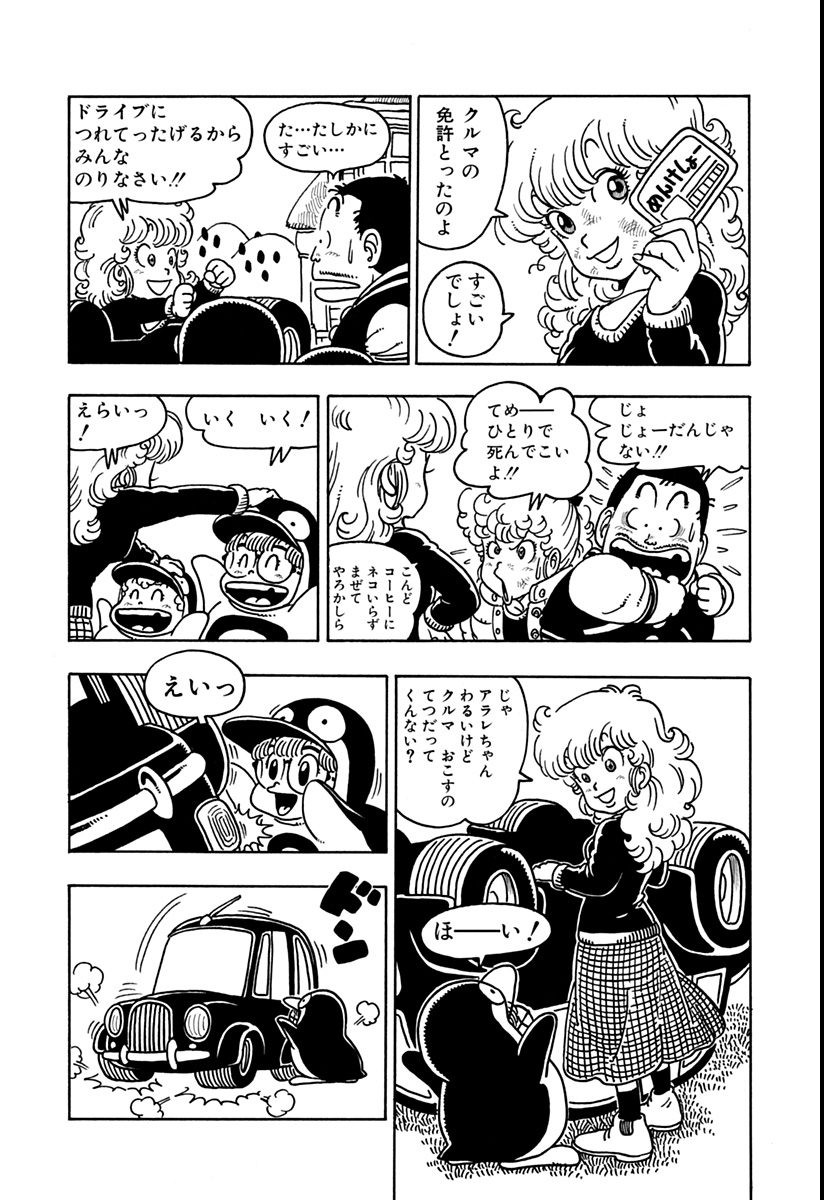 クルマの
免許とったのよ
めんきょしょー
すごい
でしょ!
た…たしかに
すごい…
ドライブに
つれてったげるから
みんな
のりなさい!!
じょ
じょーだんじゃ
ない!!
てめ──
ひとりで
死んでこい
よ!!
こんど
コーヒーに
ネコいらず
まぜて
やろかしら
いく いく!
えらいっ
!
じゃ
アラレちゃん
わるいけど
クルマ おこすの
てつだって
くんない?
ほ──い!
えいっ
ドン